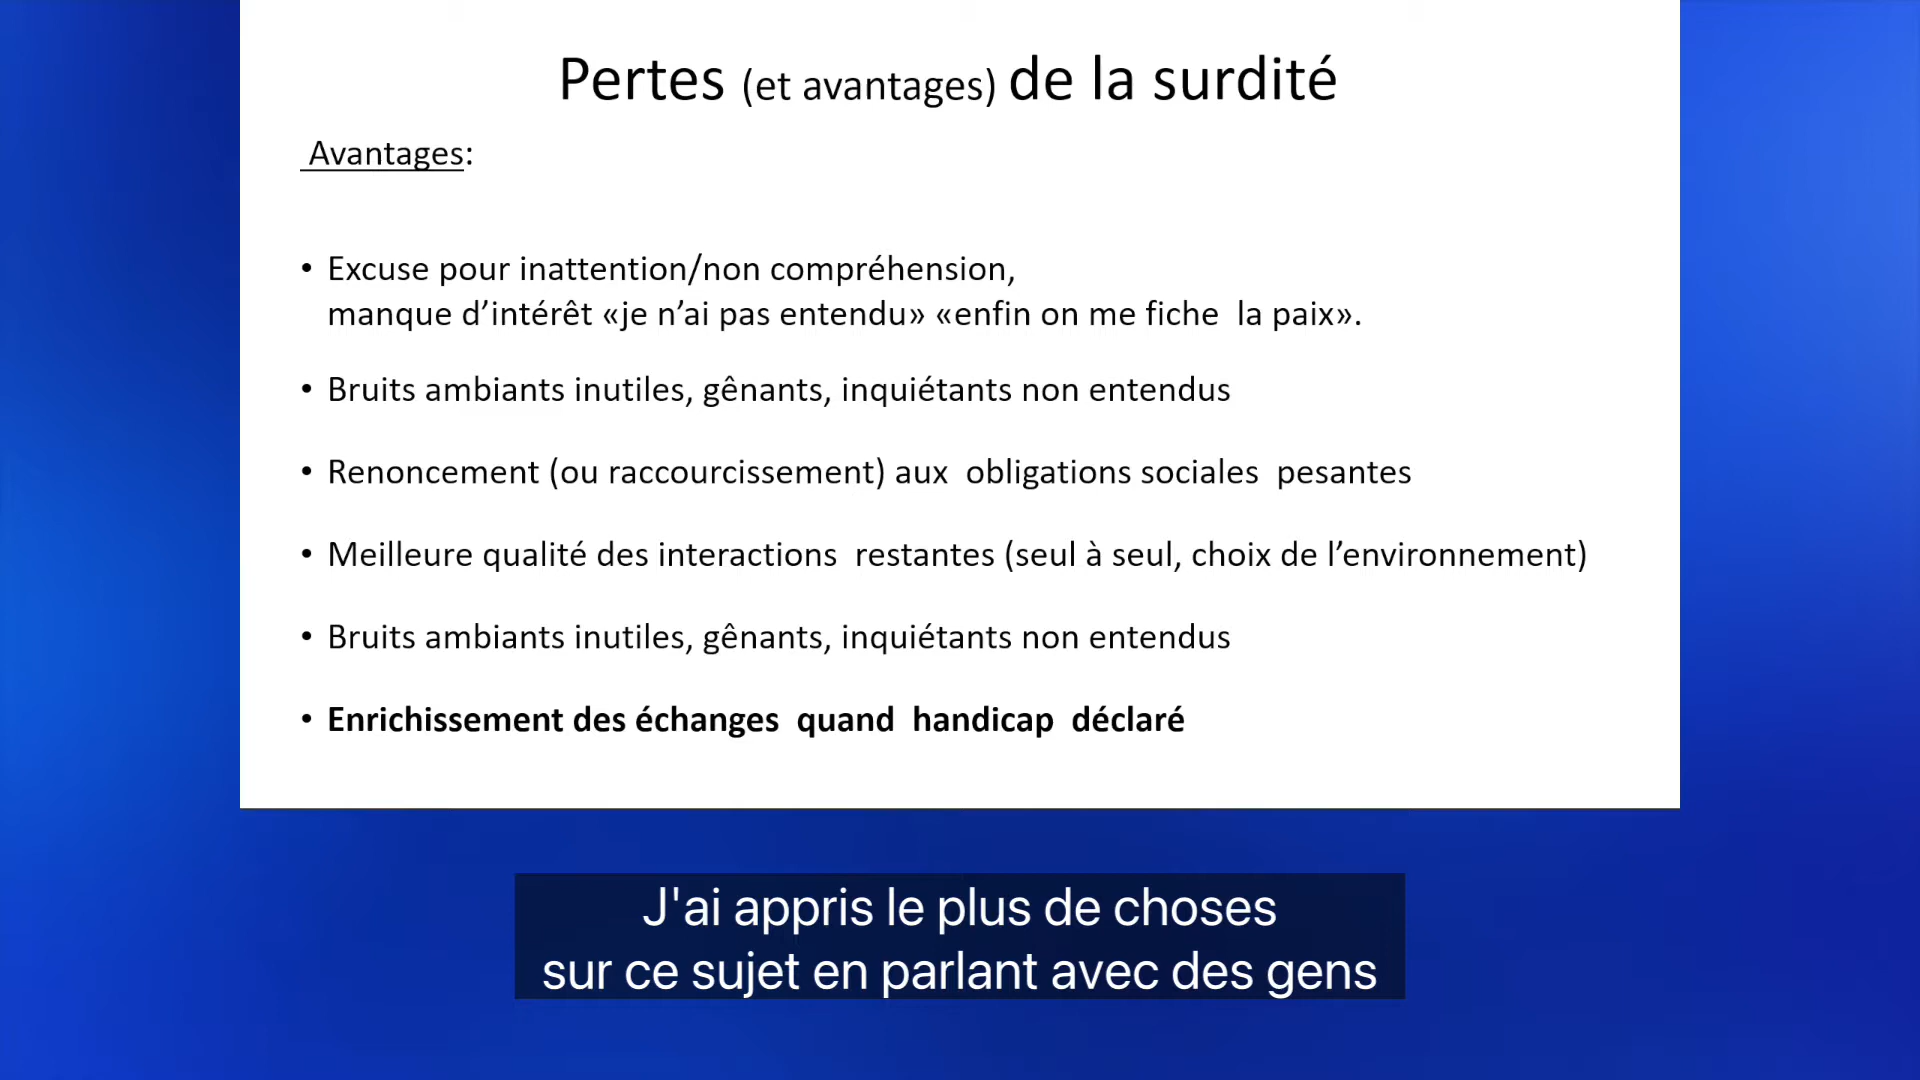 Pertes (et avantages) de la surdité
Avantages:
• Excuse pour inattention/non compréhension,
manque d’intérêt «je n’ai pas entendu» «enfin on me fiche  la paix».
• Bruits ambiants inutiles, gênants, inquiétants non entendus
• Renoncement (ou raccourcissement) aux  obligations sociales  pesantes
• Meilleure qualité des interactions  restantes (seul à seul, choix de l’environnement)
• Bruits ambiants inutiles, gênants, inquiétants non entendus
• Enrichissement des échanges  quand  handicap  déclaré
J'ai appris le plus de choses
sur ce sujet en parlant avec des gens